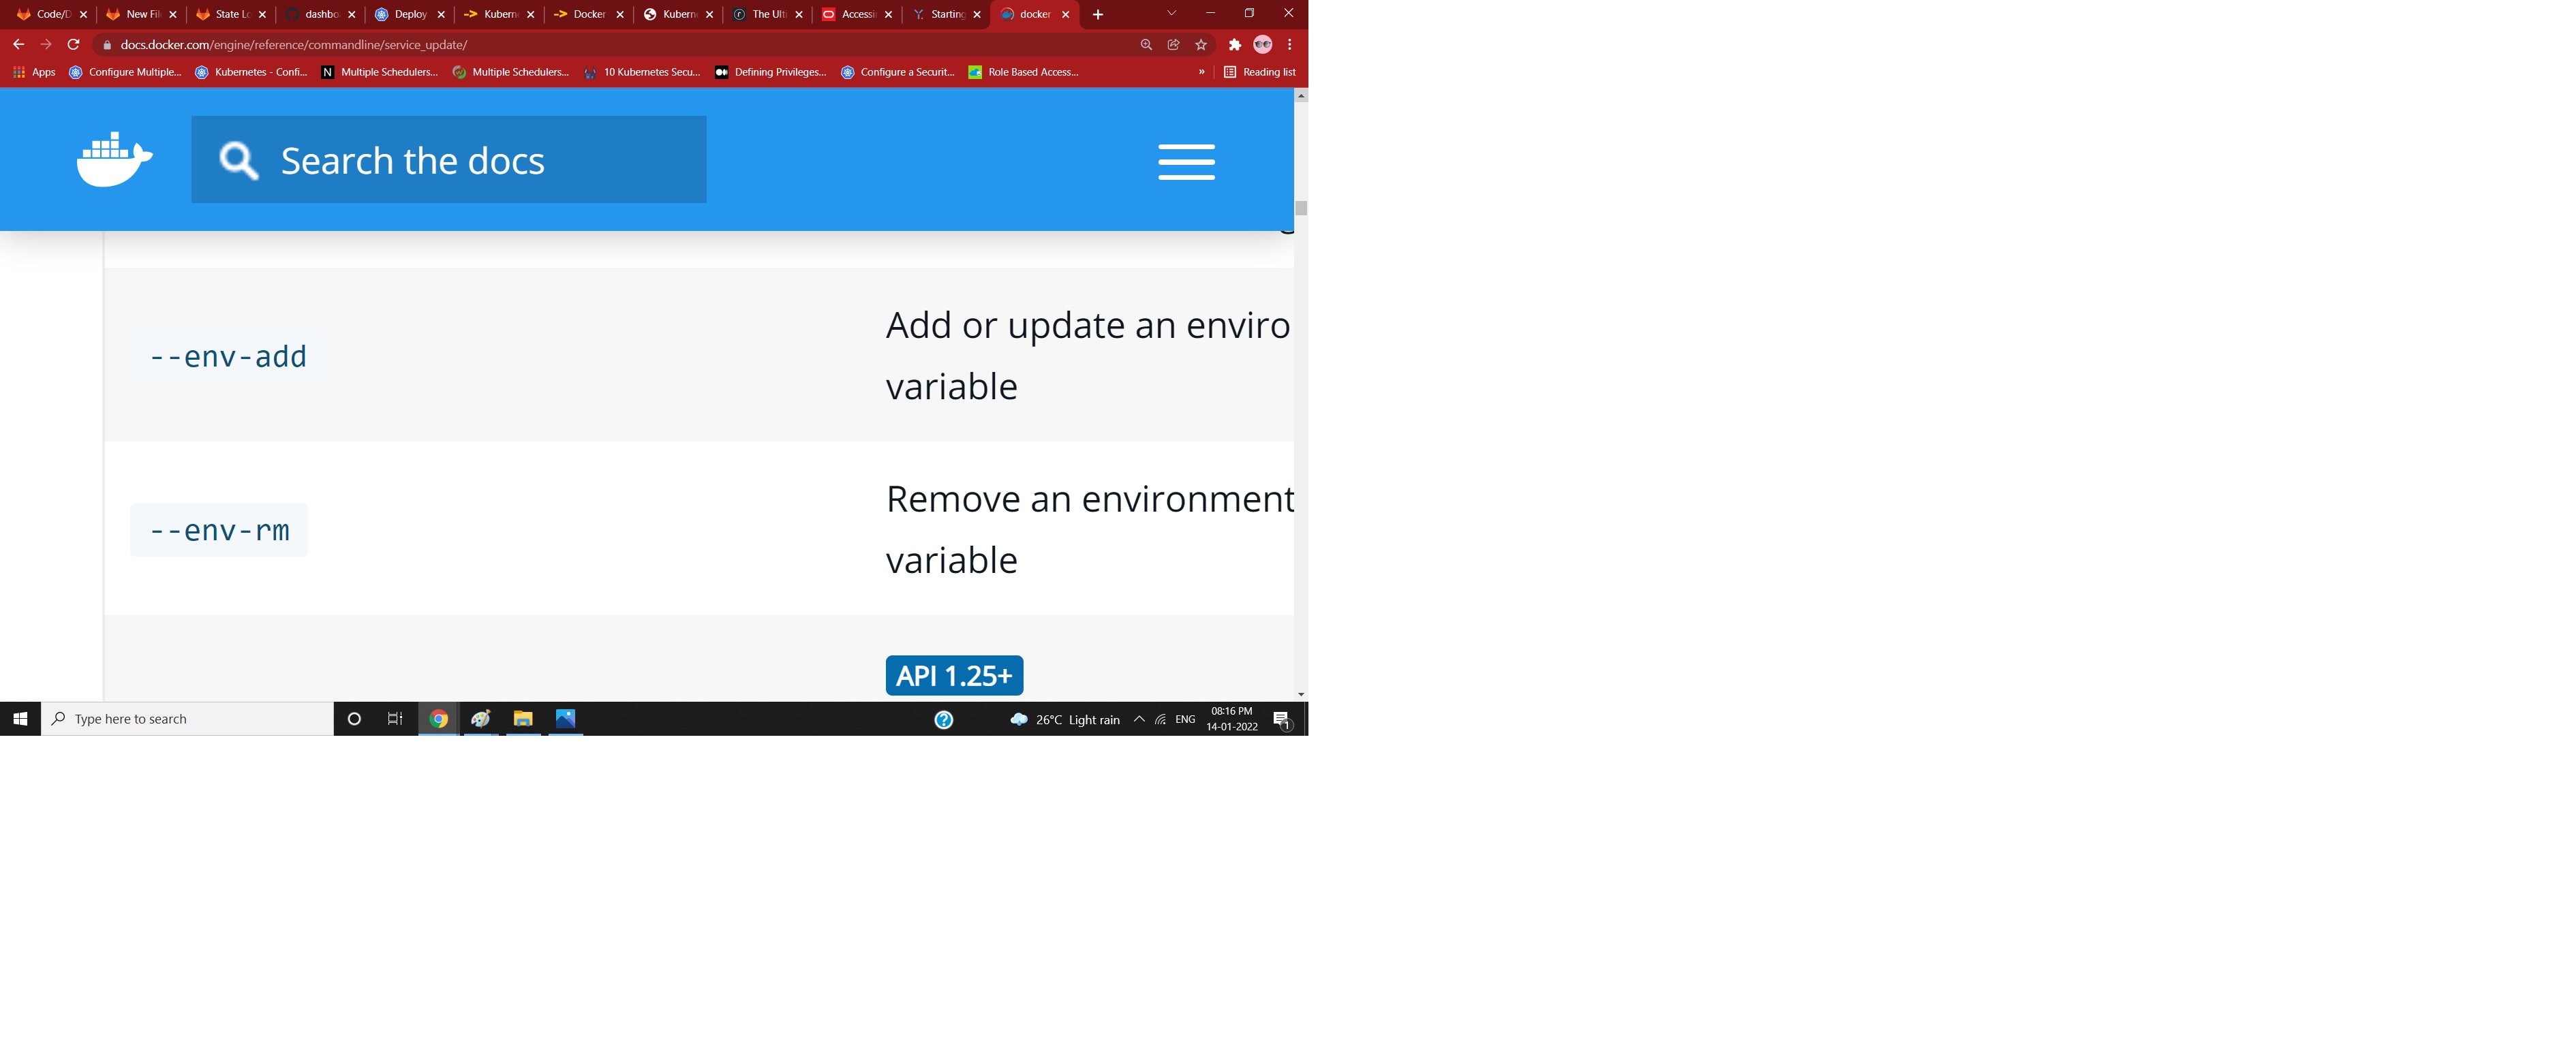 Code/D New Fil State Lo dashbo Deploy Kubern Docker Kubern The Ulti Accessi Starting docker
docs.docker.com/engine/reference/commandline/service_update/
Apps Configure Multiple... Kubernetes - Confi... N Multiple Schedulers... Multiple Schedulers... 10 Kubernetes Secu... Defining Privileges... Configure a Securit... Role Based Access... » Reading list
Search the docs
--env-add
Add or update an enviro
variable
--env-rm
Remove an environment
variable
API 1.25+
Type here to search
26°C Light rain
ENG
08:16 PM
14-01-2022
1